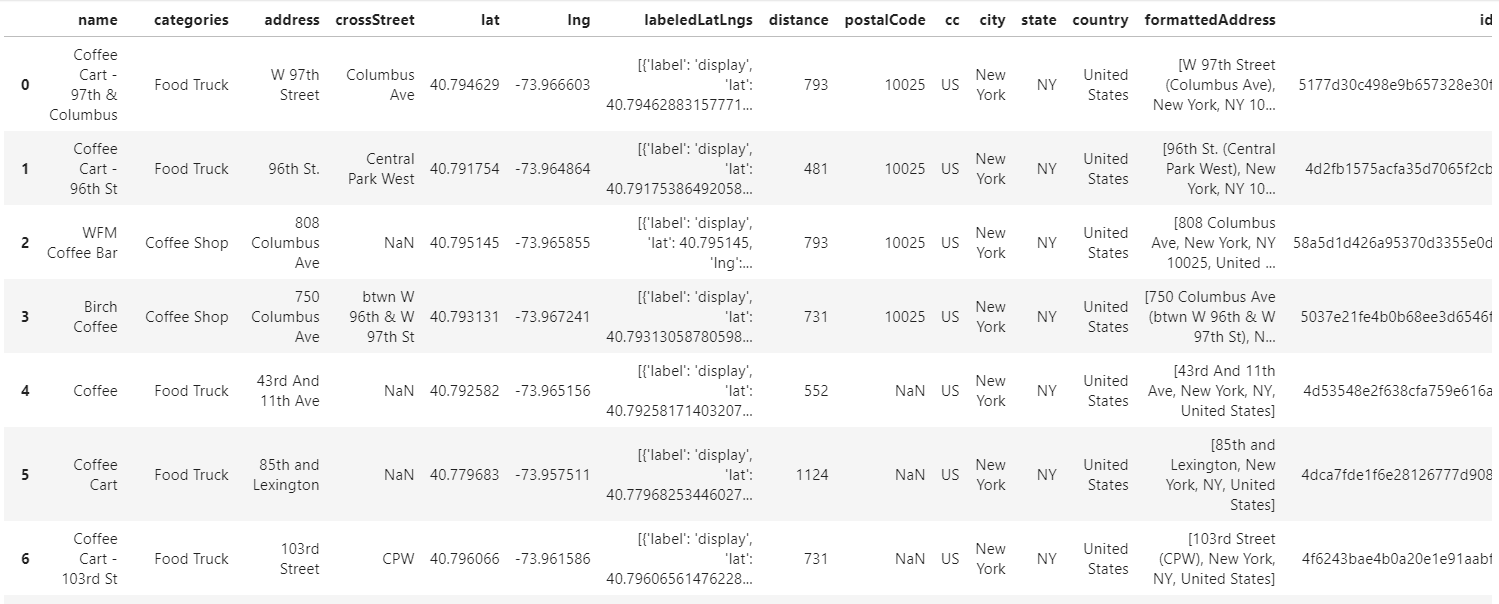 name categories address crossStreet lat lng labeledLatLngs distance postalCode cc city state country formattedAddress id
Coffee
Cart -
97th &
Columbus
0 Food Truck
W 97th
Street
Columbus
Ave
40.794629 -73.966603
[{'label': 'display',
'lat':
40.79462883157771...
793 10025 US
New
York
NY
United
States
[W 97th Street
(Columbus Ave),
New York, NY 10...
5177d30c498e9b657328e30f
Coffee
Cart -
96th St
1 Food Truck 96th St.
Central
Park West
40.791754 -73.964864
[{'label': 'display',
'lat':
40.79175386492058...
481 10025 US
New
York
NY
United
States
[96th St. (Central
Park West), New
York, NY 10...
4d2fb1575acfa35d7065f2cb
2
WFM
Coffee Bar
Coffee Shop
808
Columbus
Ave
NaN 40.795145 -73.965855
[{'label': 'display',
'lat': 40.795145,
'lng':...
793 10025 US
New
York
NY
United
States
[808 Columbus
Ave, New York, NY
10025, United ...
58a5d1d426a95370d3355e0d
3
Birch
Coffee
Coffee Shop
750
Columbus
Ave
btwn W
96th & W
97th St
40.793131 -73.967241
[{'label': 'display',
'lat':
40.79313058780598...
731 10025 US
New
York
NY
United
States
[750 Columbus Ave
(btwn W 96th & W
97th St), N...
5037e21fe4b0b68ee3d6546f
4 Coffee Food Truck
43rd And
11th Ave
NaN 40.792582 -73.965156
[{'label': 'display',
'lat':
40.79258171403207...
552 NaN US
New
York
NY
United
States
[43rd And 11th
Ave, New York, NY,
United States]
4d53548e2f638cfa759e616a
5
Coffee
Cart
Food Truck
85th and
Lexington
NaN 40.779683 -73.957511
[{'label': 'display',
'lat':
40.77968253446027...
1124 NaN US
New
York
NY
United
States
[85th and
Lexington, New
York, NY, United
States]
4dca7fde1f6e28126777d908
6
Coffee
Cart -
103rd St
Food Truck
103rd
Street
CPW 40.796066 -73.961586
[{'label': 'display',
'lat':
40.79606561476228...
731 NaN US
New
York
NY
United
States
[103rd Street
(CPW), New York,
NY, United States]
4f6243bae4b0a20e1e91aabf